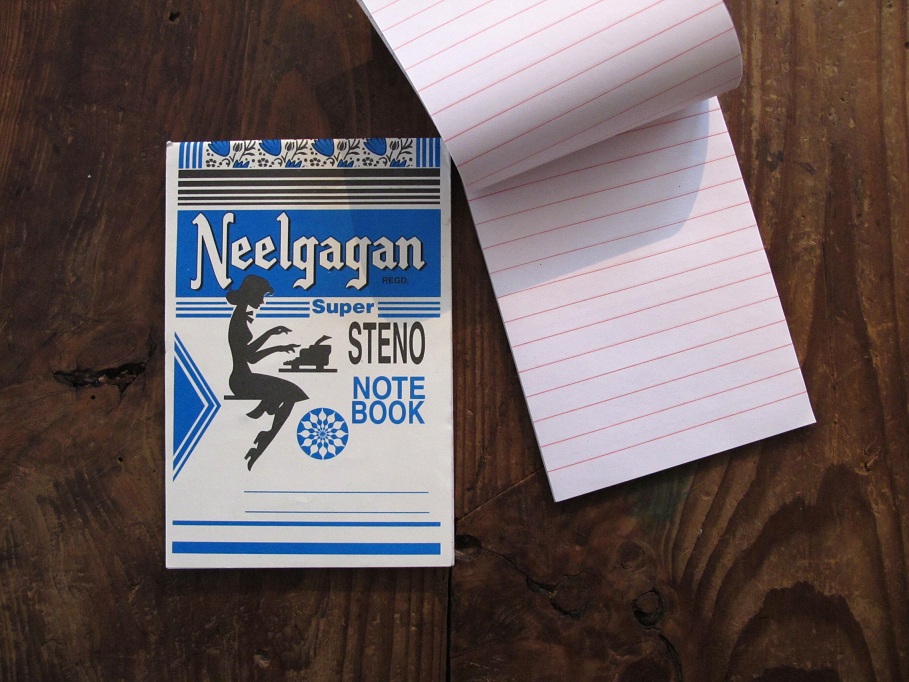 Neelgagan
REGD.
Super
STENO
NOTE
BOOK